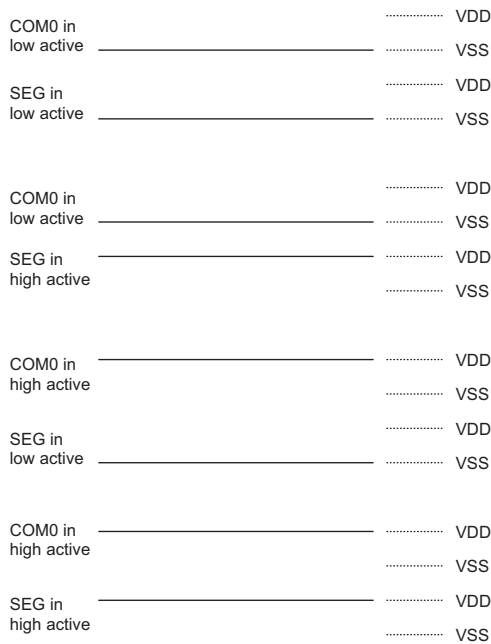 COM0 in
low active
VDD
VSS
SEG in
low active
VDD
VSS
COM0 in
low active
VDD
VSS
SEG in
high active
VDD
VSS
COM0 in
high active
VDD
VSS
SEG in
low active
VDD
VSS
COM0 in
high active
VDD
VSS
SEG in
high active
VDD
VSS